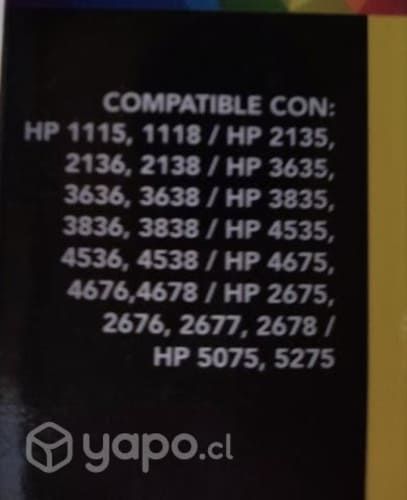 COMPATIBLE CON:
HP 1115, 1118 / HP 2135,
2136, 2138 / HP 3635,
3636, 3638 / HP 3835,
3836, 3838 / HP 4535,
4536, 4538 / HP 4675,
4676,4678 / HP 2675,
2676, 2677, 2678 /
HP 5075, 5275
yapo.cl